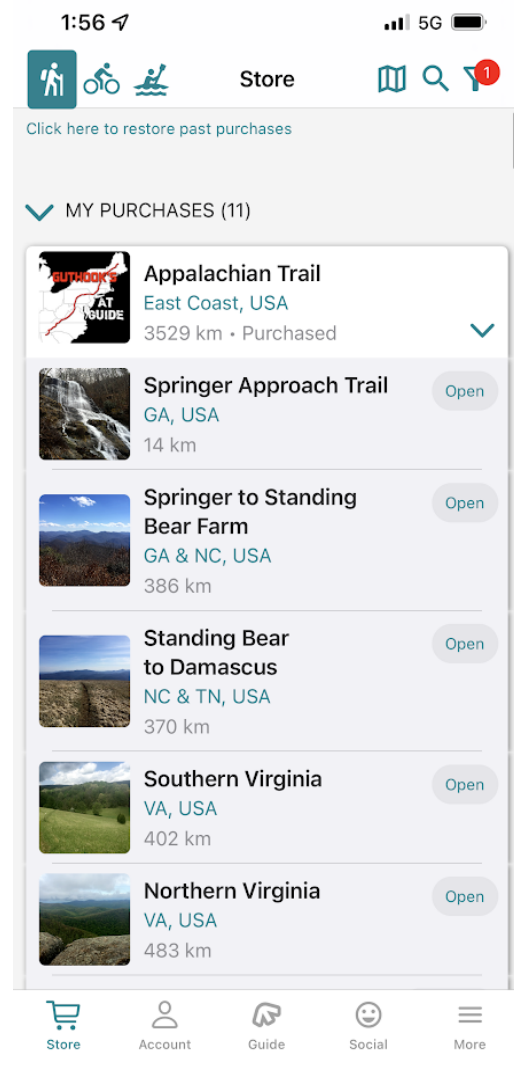 1:56
5G
Store
1
Click here to restore past purchases
MY PURCHASES (11)
GUTHOOK'S
AT
GUIDE
Appalachian Trail
East Coast, USA
3529 km • Purchased
Springer Approach Trail
Open
GA, USA
14 km
Springer to Standing
Open
Bear Farm
GA & NC, USA
386 km
Standing Bear
Open
to Damascus
NC & TN, USA
370 km
Southern Virginia
Open
VA, USA
402 km
Northern Virginia
Open
VA, USA
483 km
Store
Account
Guide
Social
More